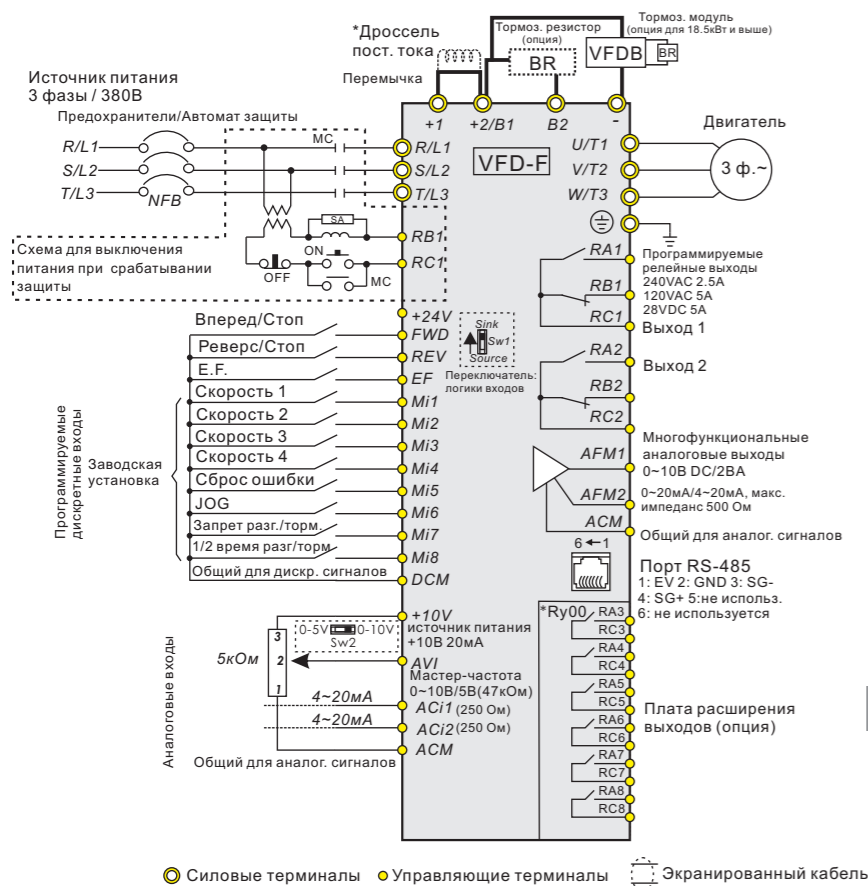 *Дроссель
пост. тока
Перемычка
Тормоз. резистор
(опция)
BR
Тормоз. модуль
(опция для 18.5кВт и выше)
VFDB
BR
Источник питания
3 фазы / 380В
Предохранители/Автомат защиты
R/L1
S/L2
T/L3
NFB
MC
+1
+2/B1
B2
-
R/L1
S/L2
T/L3
VFD-F
U/T1
V/T2
W/T3
Двигатель
3 ф.~
SA
RB1
RC1
ON
OFF
MC
Схема для выключения
питания при срабатывании
защиты
RA1
RB1
RC1
Программируемые
релейные выходы
240VAC 2.5A
120VAC 5A
28VDC 5A
Выход 1
RA2
RB2
RC2
Выход 2
+24V
FWD
REV
EF
Mi1
Mi2
Mi3
Mi4
Mi5
Mi6
Mi7
Mi8
DCM
Sink
Sw1
Source
Переключатель:
логики входов
Вперед/Стоп
Реверс/Стоп
E.F.
Скорость 1
Скорость 2
Скорость 3
Скорость 4
Сброс ошибки
JOG
Запрет разг./торм.
1/2 время разг/торм
Общий для дискр. сигналов
Программируемые
дискретные входы
Заводская
установка
AFM1
AFM2
ACM
Многофункциональные
аналоговые выходы
0~10В DC/2ВА
0~20мА/4~20мА, макс.
импеданс 500 Ом
Общий для аналог. сигналов
6←1
Порт RS-485
1: EV 2: GND 3: SG-
4: SG+ 5:не использ.
6: не используется
Аналоговые входы
5кОм
3
2
1
0-5V
0-10V
Sw2
+10V
источник питания
+10В 20мА
AVI
Мастер-частота
0~10В/5В(47кОм)
4~20мА
ACi1 (250 Ом)
4~20мА
ACi2 (250 Ом)
ACM
Общий для аналог. сигналов
*Ry00
RA3
RC3
RA4
RC4
RA5
RC5
RA6
RC6
RA7
RC7
RA8
RC8
Плата расширения
выходов (опция)
Силовые терминалы
Управляющие терминалы
Экранированный кабель